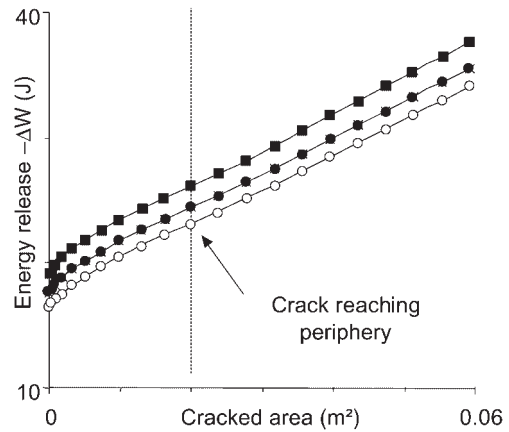 40
Energy release –ΔW (J)
Crack reaching
periphery
10
0
Cracked area (m²)
0.06